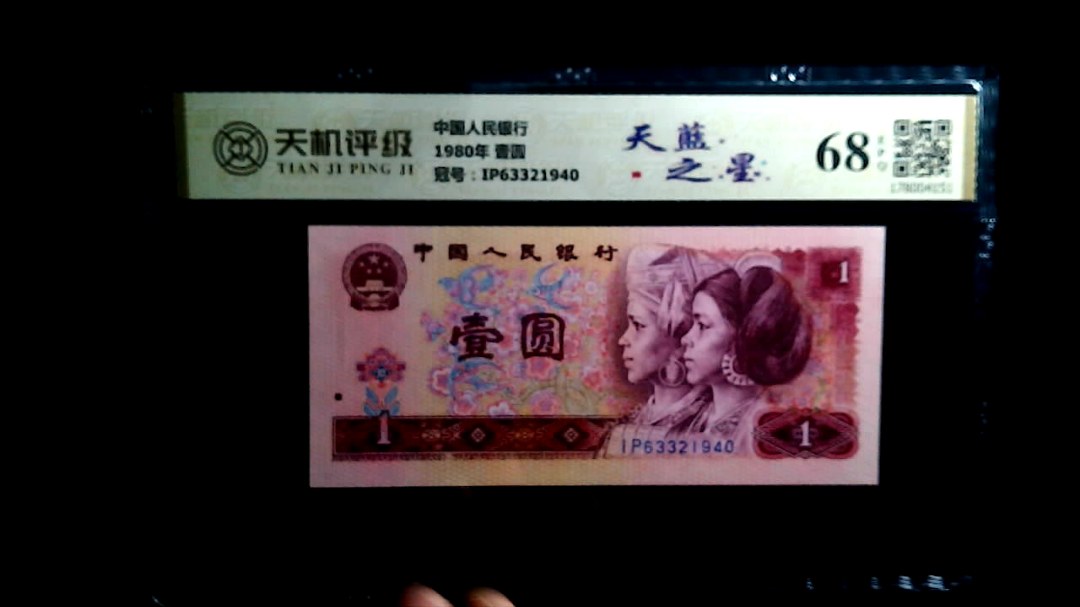 天机评级
TIAN JI PING JI
中国人民银行
1980年 壹圆
冠号：IP63321940
天藍
之墨
68
中国人民银行
1
壹圆
1
IP63321940
1